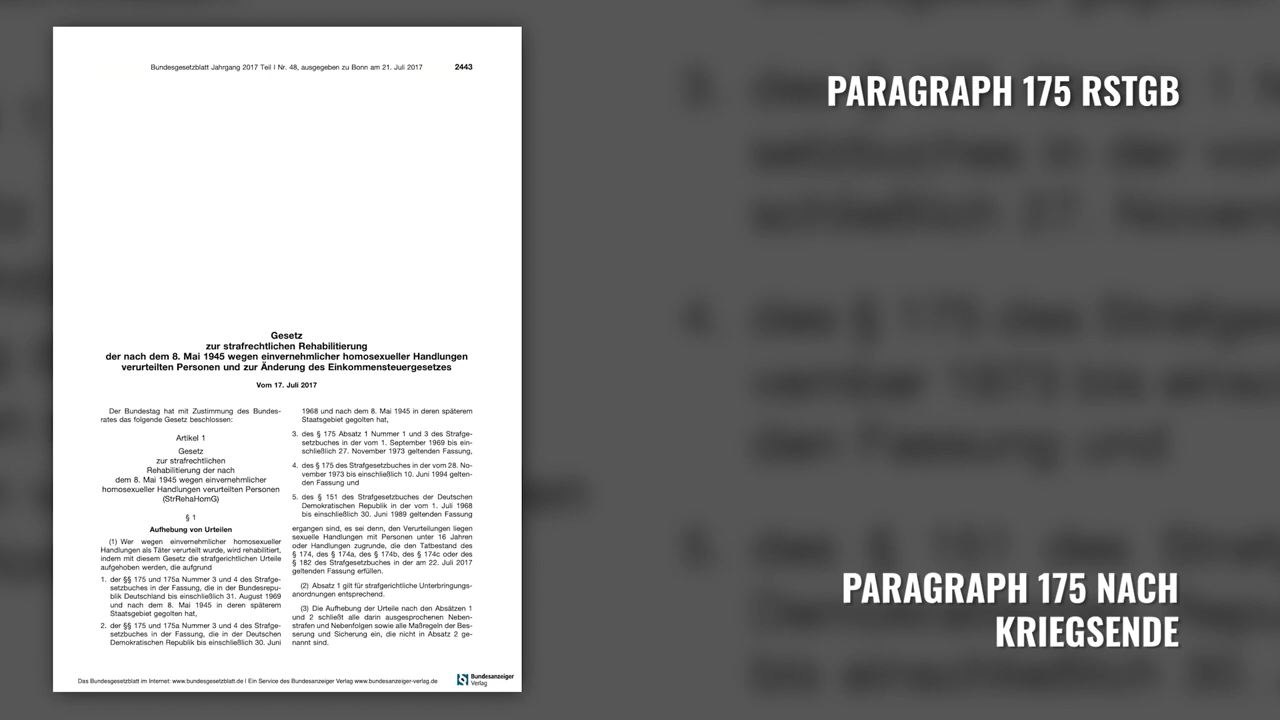 Bundesgesetzblatt Jahrgang 2017 Teil I Nr. 48, ausgegeben zu Bonn am 21. Juli 2017
2443
Gesetz
zur strafrechtlichen Rehabilitierung
der nach dem 8. Mai 1945 wegen einvernehmlicher homosexueller Handlungen
verurteilten Personen und zur Änderung des Einkommensteuergesetzes
Vom 17. Juli 2017
Der Bundestag hat mit Zustimmung des Bundes-
rates das folgende Gesetz beschlossen:
Artikel 1
Gesetz
zur strafrechtlichen
Rehabilitierung der nach
dem 8. Mai 1945 wegen einvernehmlicher
homosexueller Handlungen verurteilten Personen
(StrRehaHomG)
§ 1
Aufhebung von Urteilen
(1) Wer wegen einvernehmlicher homosexueller
Handlungen als Täter verurteilt wurde, wird rehabilitiert,
indem mit diesem Gesetz die strafgerichtlichen Urteile
aufgehoben werden, die aufgrund
1. der §§ 175 und 175a Nummer 3 und 4 des Strafge-
setzbuches in der Fassung, die in der Bundesrepu-
blik Deutschland bis einschließlich 31. August 1969
und nach dem 8. Mai 1945 in deren späterem
Staatsgebiet gegolten hat,
2. der §§ 175 und 175a Nummer 3 und 4 des Strafge-
setzbuches in der Fassung, die in der Deutschen
Demokratischen Republik bis einschließlich 30. Juni
1968 und nach dem 8. Mai 1945 in deren späterem
Staatsgebiet gegolten hat,
3. des § 175 Absatz 1 Nummer 1 und 3 des Strafge-
setzbuches in der vom 1. September 1969 bis ein-
schließlich 27. November 1973 geltenden Fassung,
4. des § 175 des Strafgesetzbuches in der vom 28. No-
vember 1973 bis einschließlich 10. Juni 1994 gelten-
den Fassung und
5. des § 151 des Strafgesetzbuches der Deutschen
Demokratischen Republik in der vom 1. Juli 1968
bis einschließlich 30. Juni 1989 geltenden Fassung
ergangen sind, es sei denn, den Verurteilungen liegen
sexuelle Handlungen mit Personen unter 16 Jahren
oder Handlungen zugrunde, die den Tatbestand des
§ 174, des § 174a, des § 174b, des § 174c oder des
§ 182 des Strafgesetzbuches in der am 22. Juli 2017
geltenden Fassung erfüllen.
(2) Absatz 1 gilt für strafgerichtliche Unterbringungs-
anordnungen entsprechend.
(3) Die Aufhebung der Urteile nach den Absätzen 1
und 2 schließt alle darin ausgesprochenen Neben-
strafen und Nebenfolgen sowie alle Maßregeln der Bes-
serung und Sicherung ein, die nicht in Absatz 2 ge-
nannt sind.
Das Bundesgesetzblatt im Internet: www.bundesgesetzblatt.de | Ein Service des Bundesanzeiger Verlag www.bundesanzeiger-verlag.de
Bundesanzeiger
Verlag
PARAGRAPH 175 RSTGB
PARAGRAPH 175 NACH
KRIEGSENDE